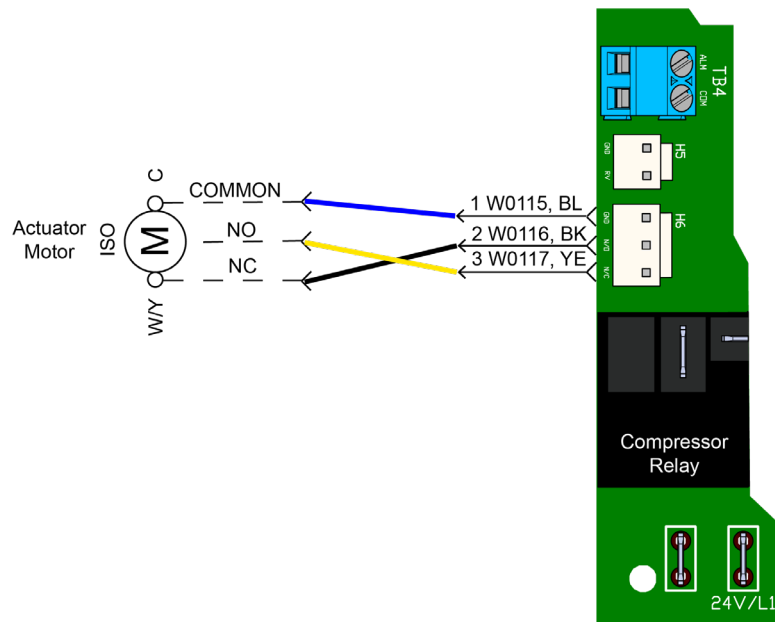 C
COMMON
Actuator
Motor
ISO
M
NO
NC
W/Y
1 W0115, BL
2 W0116, BK
3 W0117, YE
ALM
COM
TB4
GND
RV
H5
GND
N/O
N/C
H6
Compressor
Relay
24V/L1